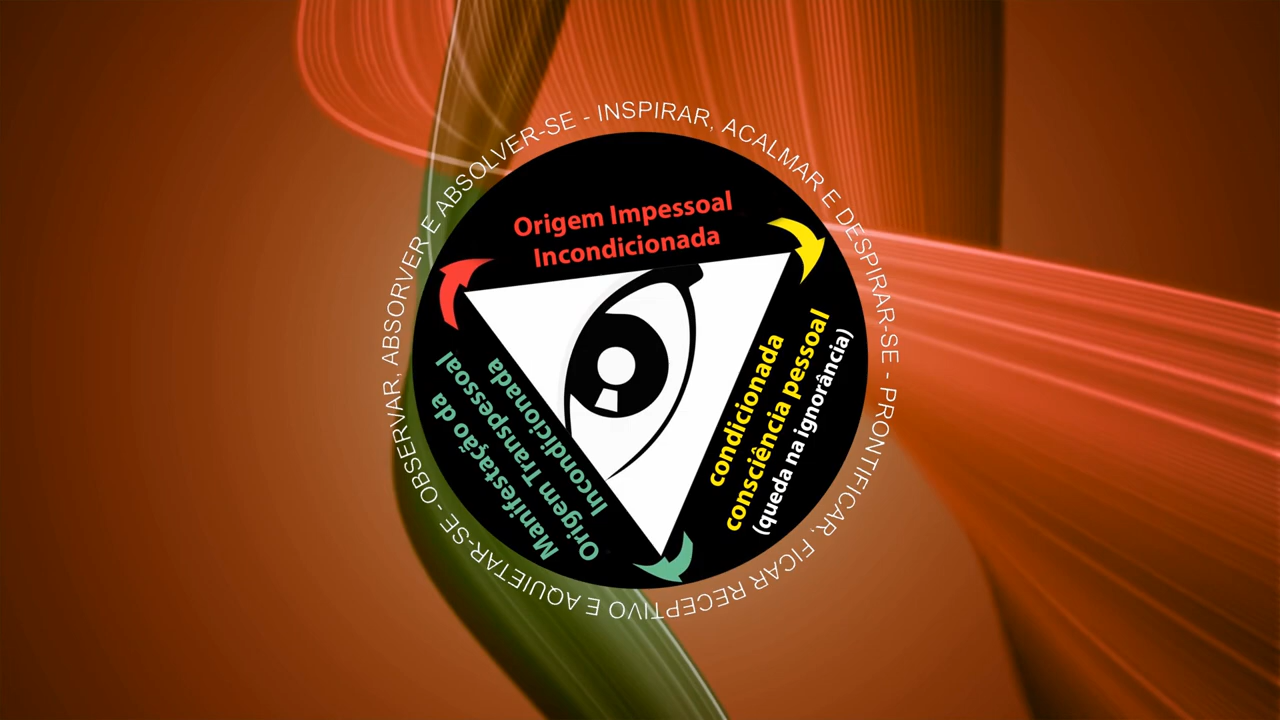 INSPIRAR, ACALMAR E DESPIRAR-SE - PRONTIFICAR, FICAR RECEPTIVO E AQUIETAR-SE - OBSERVAR, ABSORVER E ABSOLVER-SE -
Origem Impessoal
Incondicionada
condicionada
consciência pessoal
(queda na ignorância)
Manifestação da
Origem Transpessoal
Incondicionada